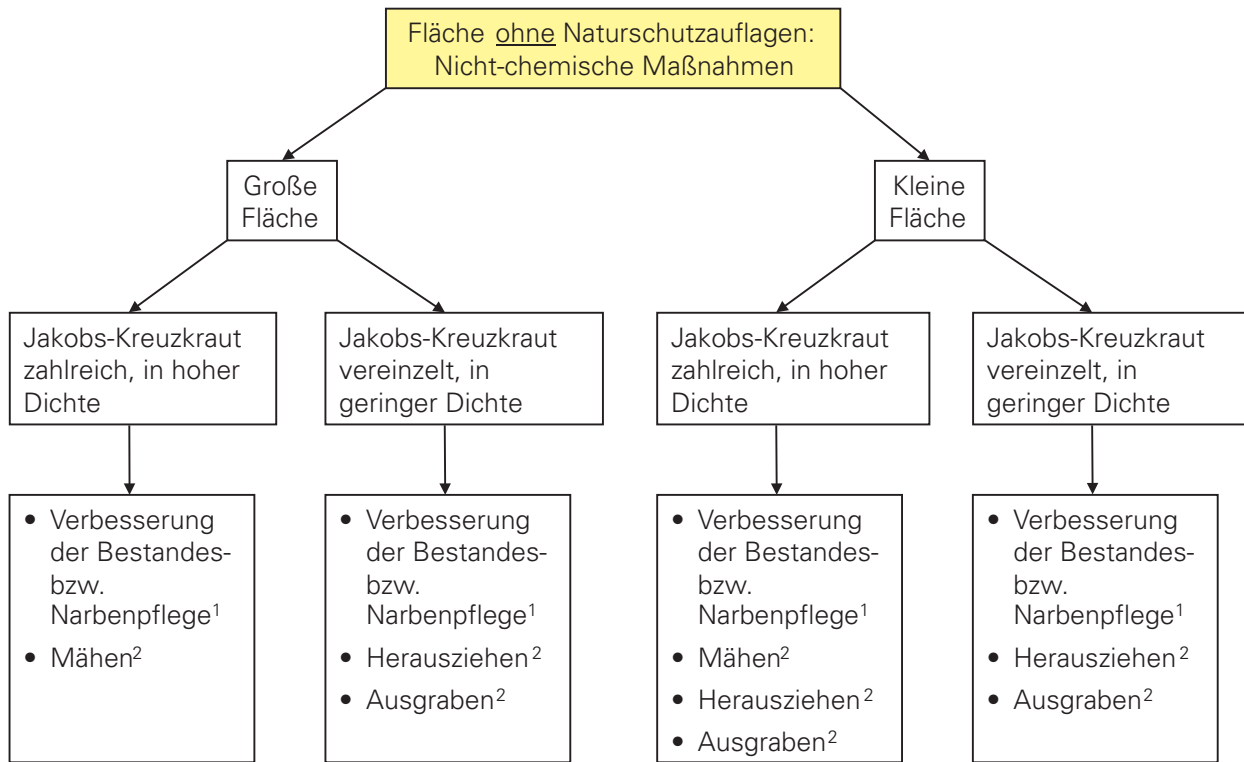 Fläche ohne Naturschutzauflagen:
Nicht-chemische Maßnahmen
Große
Fläche
Kleine
Fläche
Jakobs-Kreuzkraut
zahlreich, in hoher
Dichte
Jakobs-Kreuzkraut
vereinzelt, in
geringer Dichte
Jakobs-Kreuzkraut
zahlreich, in hoher
Dichte
Jakobs-Kreuzkraut
vereinzelt, in
geringer Dichte
• Verbesserung
der Bestandes-
bzw.
Narbenpflege¹
• Mähen²
• Verbesserung
der Bestandes-
bzw.
Narbenpflege¹
• Herausziehen²
• Ausgraben²
• Verbesserung
der Bestandes-
bzw.
Narbenpflege¹
• Mähen²
• Herausziehen²
• Ausgraben²
• Verbesserung
der Bestandes-
bzw.
Narbenpflege¹
• Herausziehen²
• Ausgraben²